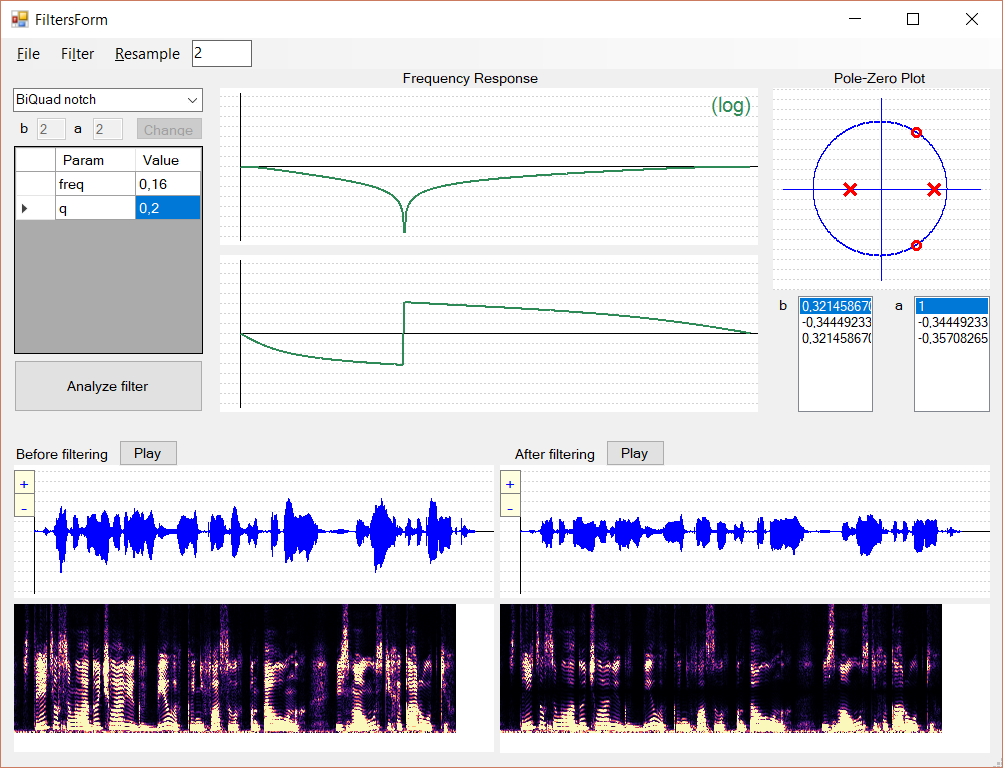 FiltersForm
File Filter Resample 2
Frequency Response
Pole-Zero Plot
BiQuad notch
(log)
b 2 a 2 Change
Param Value
freq 0,16
q 0,2
b
0,32145867
-0,34449233
0,32145867
a
1
-0,34449233
-0,35708265
Analyze filter
Before filtering Play
After filtering Play
+
-
+
-